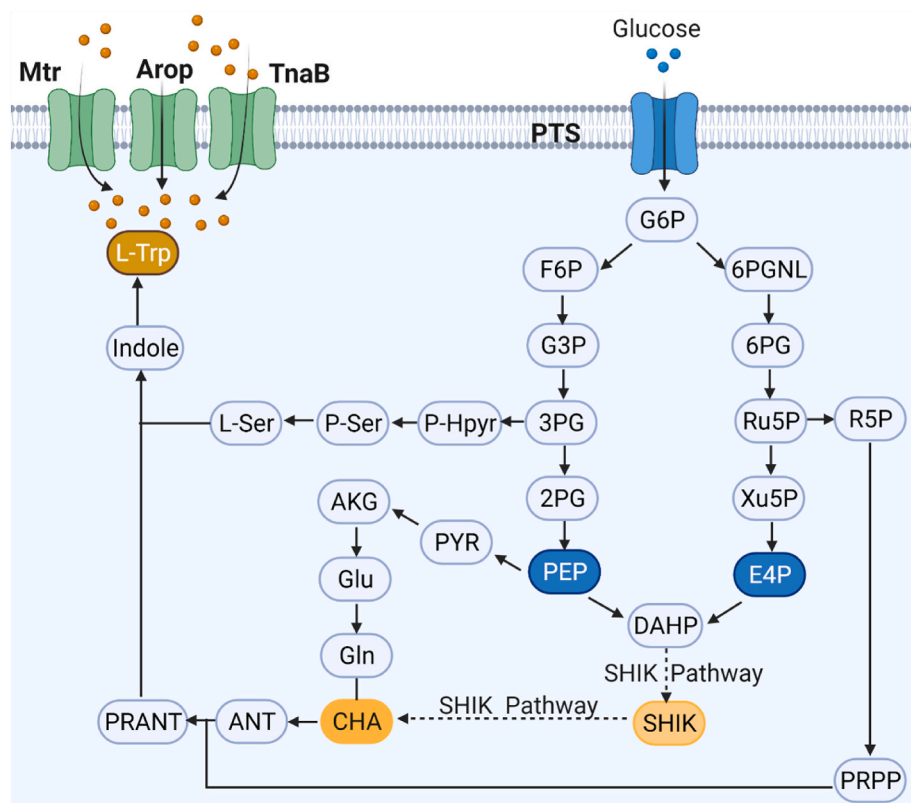 Glucose
Mtr
Arop
TnaB
PTS
G6P
L-Trp
F6P
6PGNL
Indole
G3P
6PG
L-Ser
P-Ser
P-Hpyr
3PG
Ru5P
R5P
AKG
2PG
Xu5P
PYR
Glu
PEP
E4P
DAHP
Gln
SHIK Pathway
SHIK Pathway
PRANT
ANT
CHA
SHIK
PRPP